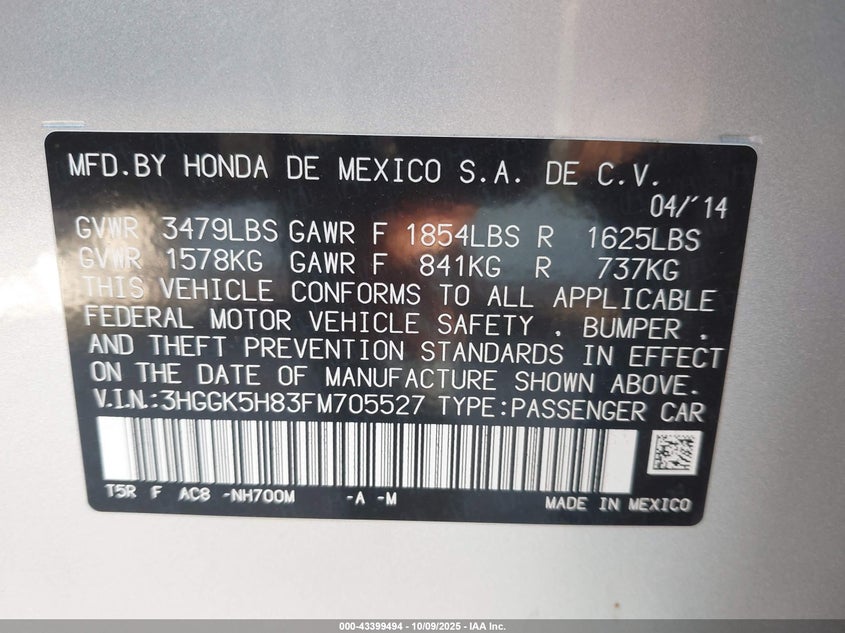 MFD.BY HONDA DE MEXICO S.A. DE C.V.
04/'14
GVWR 3479LBS GAWR F 1854LBS R 1625LBS
GVWR 1578KG GAWR F 841KG R 737KG
THIS VEHICLE CONFORMS TO ALL APPLICABLE
FEDERAL MOTOR VEHICLE SAFETY , BUMPER ,
AND THEFT PREVENTION STANDARDS IN EFFECT
ON THE DATE OF MANUFACTURE SHOWN ABOVE.
V.I.N.:3HGGK5H83FM705527 TYPE:PASSENGER CAR
T5R F AC8 -NH700M -A -M
MADE IN MEXICO
000-43399494 - 10/09/2025 - IAA Inc.